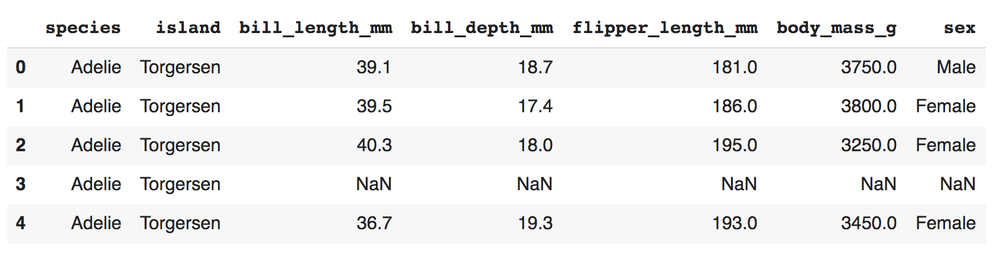 species island bill_length_mm bill_depth_mm flipper_length_mm body_mass_g sex
0 Adelie Torgersen 39.1 18.7 181.0 3750.0 Male
1 Adelie Torgersen 39.5 17.4 186.0 3800.0 Female
2 Adelie Torgersen 40.3 18.0 195.0 3250.0 Female
3 Adelie Torgersen NaN NaN NaN NaN NaN
4 Adelie Torgersen 36.7 19.3 193.0 3450.0 Female